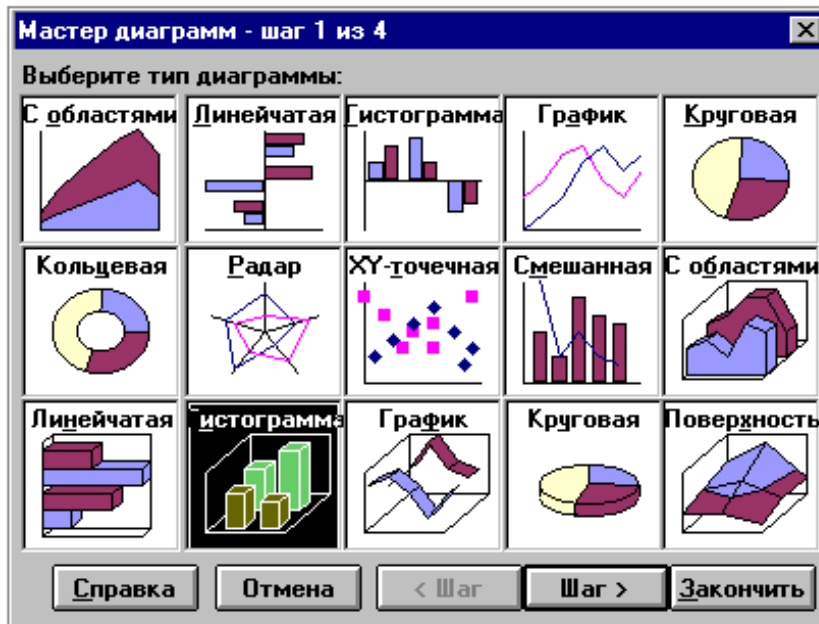 Мастер диаграмм - шаг 1 из 4
Выберите тип диаграммы:
С областями Линейчатая Гистограмма График Круговая
Кольцевая Радар XY-точечная Смешанная С областями
Линейчатая Гистограмма График Круговая Поверхность
Справка Отмена < Шаг Шаг > Закончить